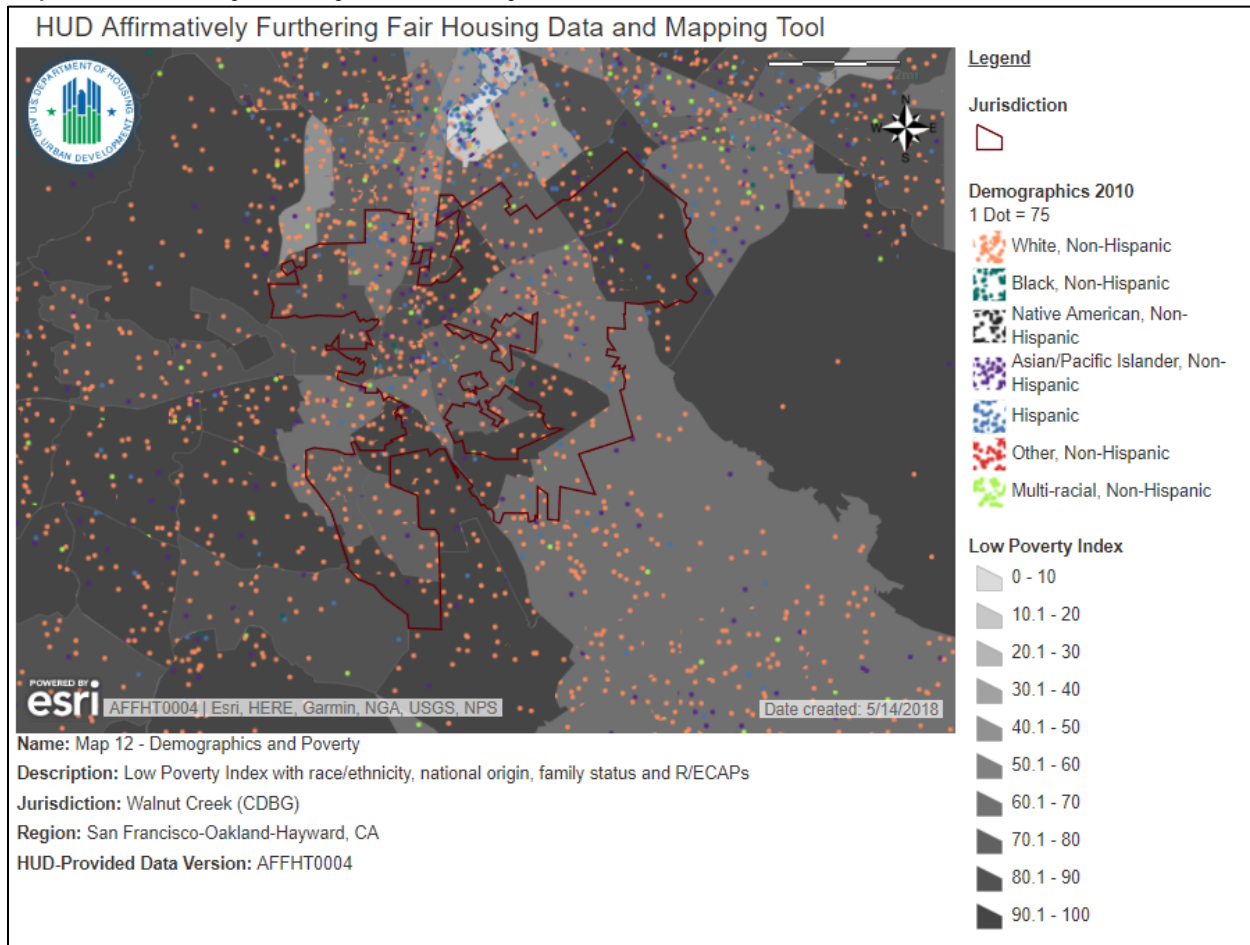 HUD Affirmatively Furthering Fair Housing Data and Mapping Tool
U.S. DEPARTMENT OF HOUSING
AND URBAN DEVELOPMENT
N
W E
S
POWERED BY
esri
AFFHT0004 | Esri, HERE, Garmin, NGA, USGS, NPS
Date created: 5/14/2018
Legend
Jurisdiction
Demographics 2010
1 Dot = 75
White, Non-Hispanic
Black, Non-Hispanic
Native American, Non-
Hispanic
Asian/Pacific Islander, Non-
Hispanic
Hispanic
Other, Non-Hispanic
Multi-racial, Non-Hispanic
Low Poverty Index
0 - 10
10.1 - 20
20.1 - 30
30.1 - 40
40.1 - 50
50.1 - 60
60.1 - 70
70.1 - 80
80.1 - 90
90.1 - 100
Name: Map 12 - Demographics and Poverty
Description: Low Poverty Index with race/ethnicity, national origin, family status and R/ECAPs
Jurisdiction: Walnut Creek (CDBG)
Region: San Francisco-Oakland-Hayward, CA
HUD-Provided Data Version: AFFHT0004